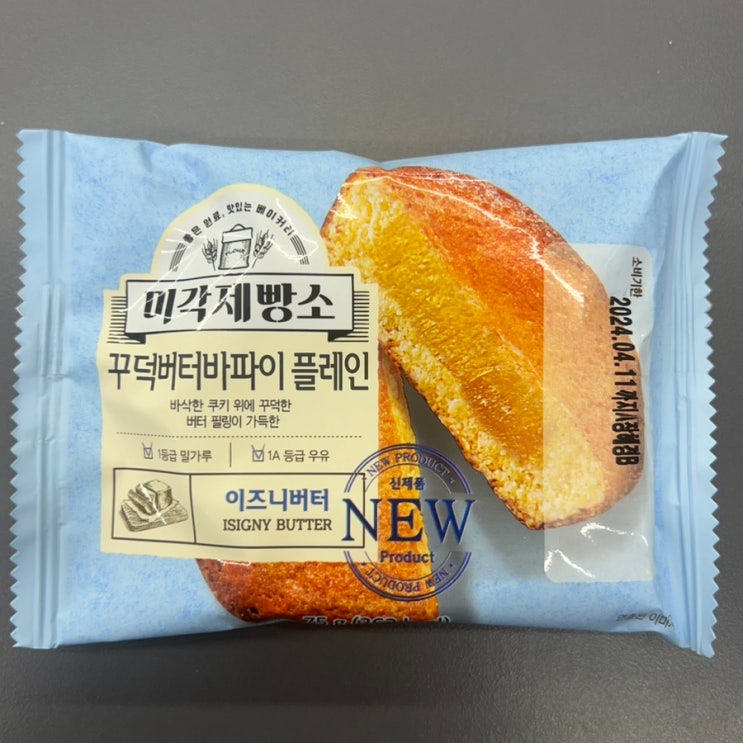 좋은 원료, 맛있는 베이커리
미각제빵소
꾸덕버터바파이 플레인
바삭한 쿠키 위에 꾸덕한
버터 필링이 가득한
1등급 밀가루
1A 등급 우유
이즈니버터
ISIGNY BUTTER
NEW PRODUCT
신제품
NEW
Product
NEW PRODUCT
소비기한
2024.04.11까지